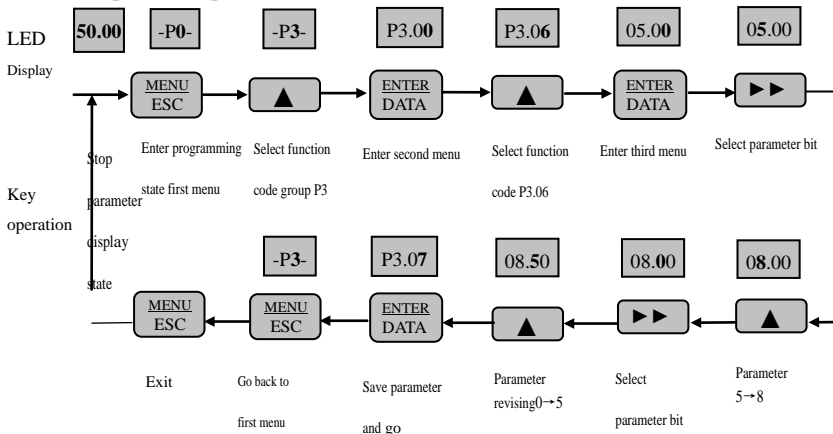 LED
Display
50.00 -P0- -P3- P3.00 P3.06 05.00 05.00
MENU
ESC
▲
ENTER
DATA
▲
ENTER
DATA
►►
Enter programming
state first menu
Select function
code group P3
Enter second menu
Select function
code P3.06
Enter third menu
Select parameter bit
Key
operation
Stop
parameter
display
state
-P3- P3.07 08.50 08.00 08.00
MENU
ESC
MENU
ESC
ENTER
DATA
▲
►►
▲
Exit
Go back to
first menu
Save parameter
and go
Parameter
revising0→5
Select
parameter bit
Parameter
5→8